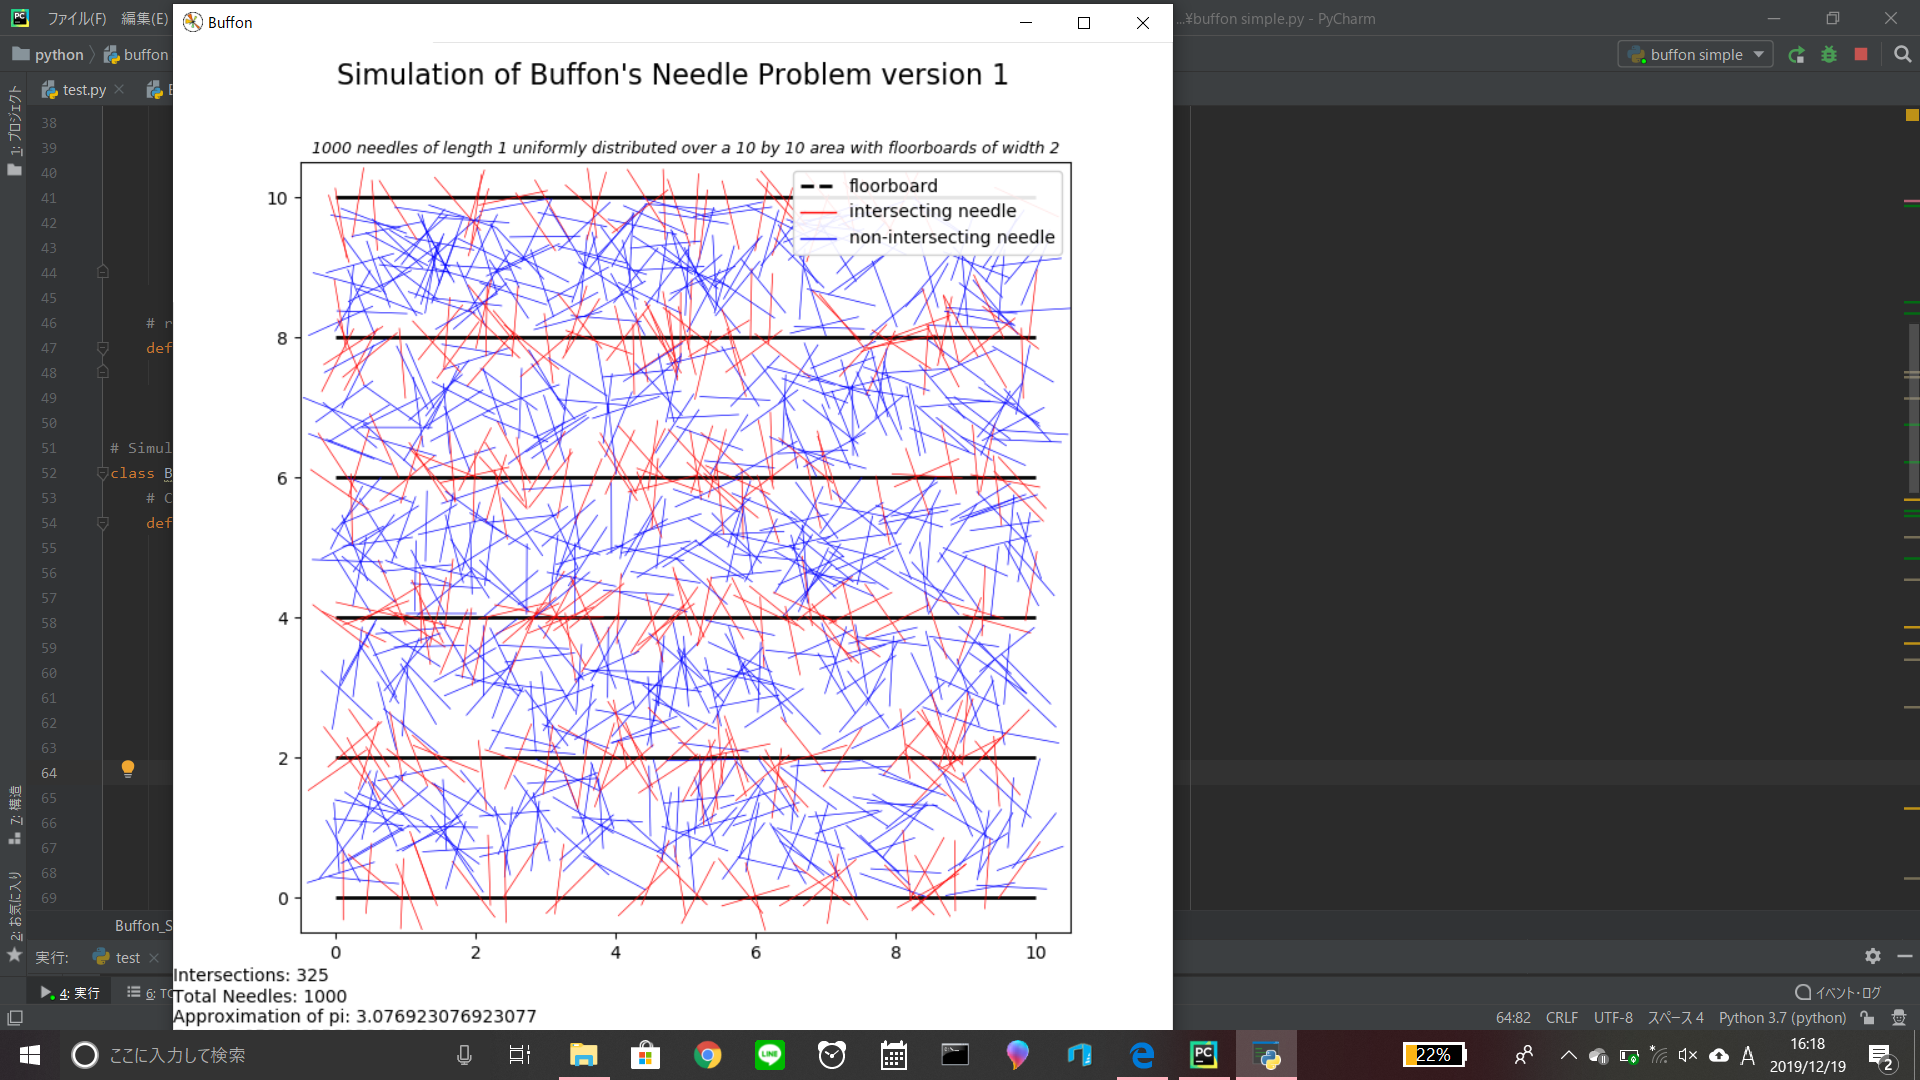 ファイル(F) 編集(E)
...¥buffon simple.py - PyCharm
Buffon
python buffon
buffon simple
test.py
Simulation of Buffon's Needle Problem version 1
1000 needles of length 1 uniformly distributed over a 10 by 10 area with floorboards of width 2
floorboard
intersecting needle
non-intersecting needle
10
8
6
4
2
0
0 2 4 6 8 10
Intersections: 325
Total Needles: 1000
Approximation of pi: 3.076923076923077
1: プロジェクト
7: 構造
2: お気に入り
38
39
40
41
42
43
44
45
46 # r
47 def
48
49
50
51 # Simul
52 class B
53 # C
54 def
55
56
57
58
59
60
61
62
63
64
65
66
67
68
69
Buffon_S
実行: test
4: 実行 6: TO
イベント・ログ
64:82 CRLF UTF-8 スペース 4 Python 3.7 (python)
ここに入力して検索
PC
LINE
22%
A
16:18
2019/12/19
2